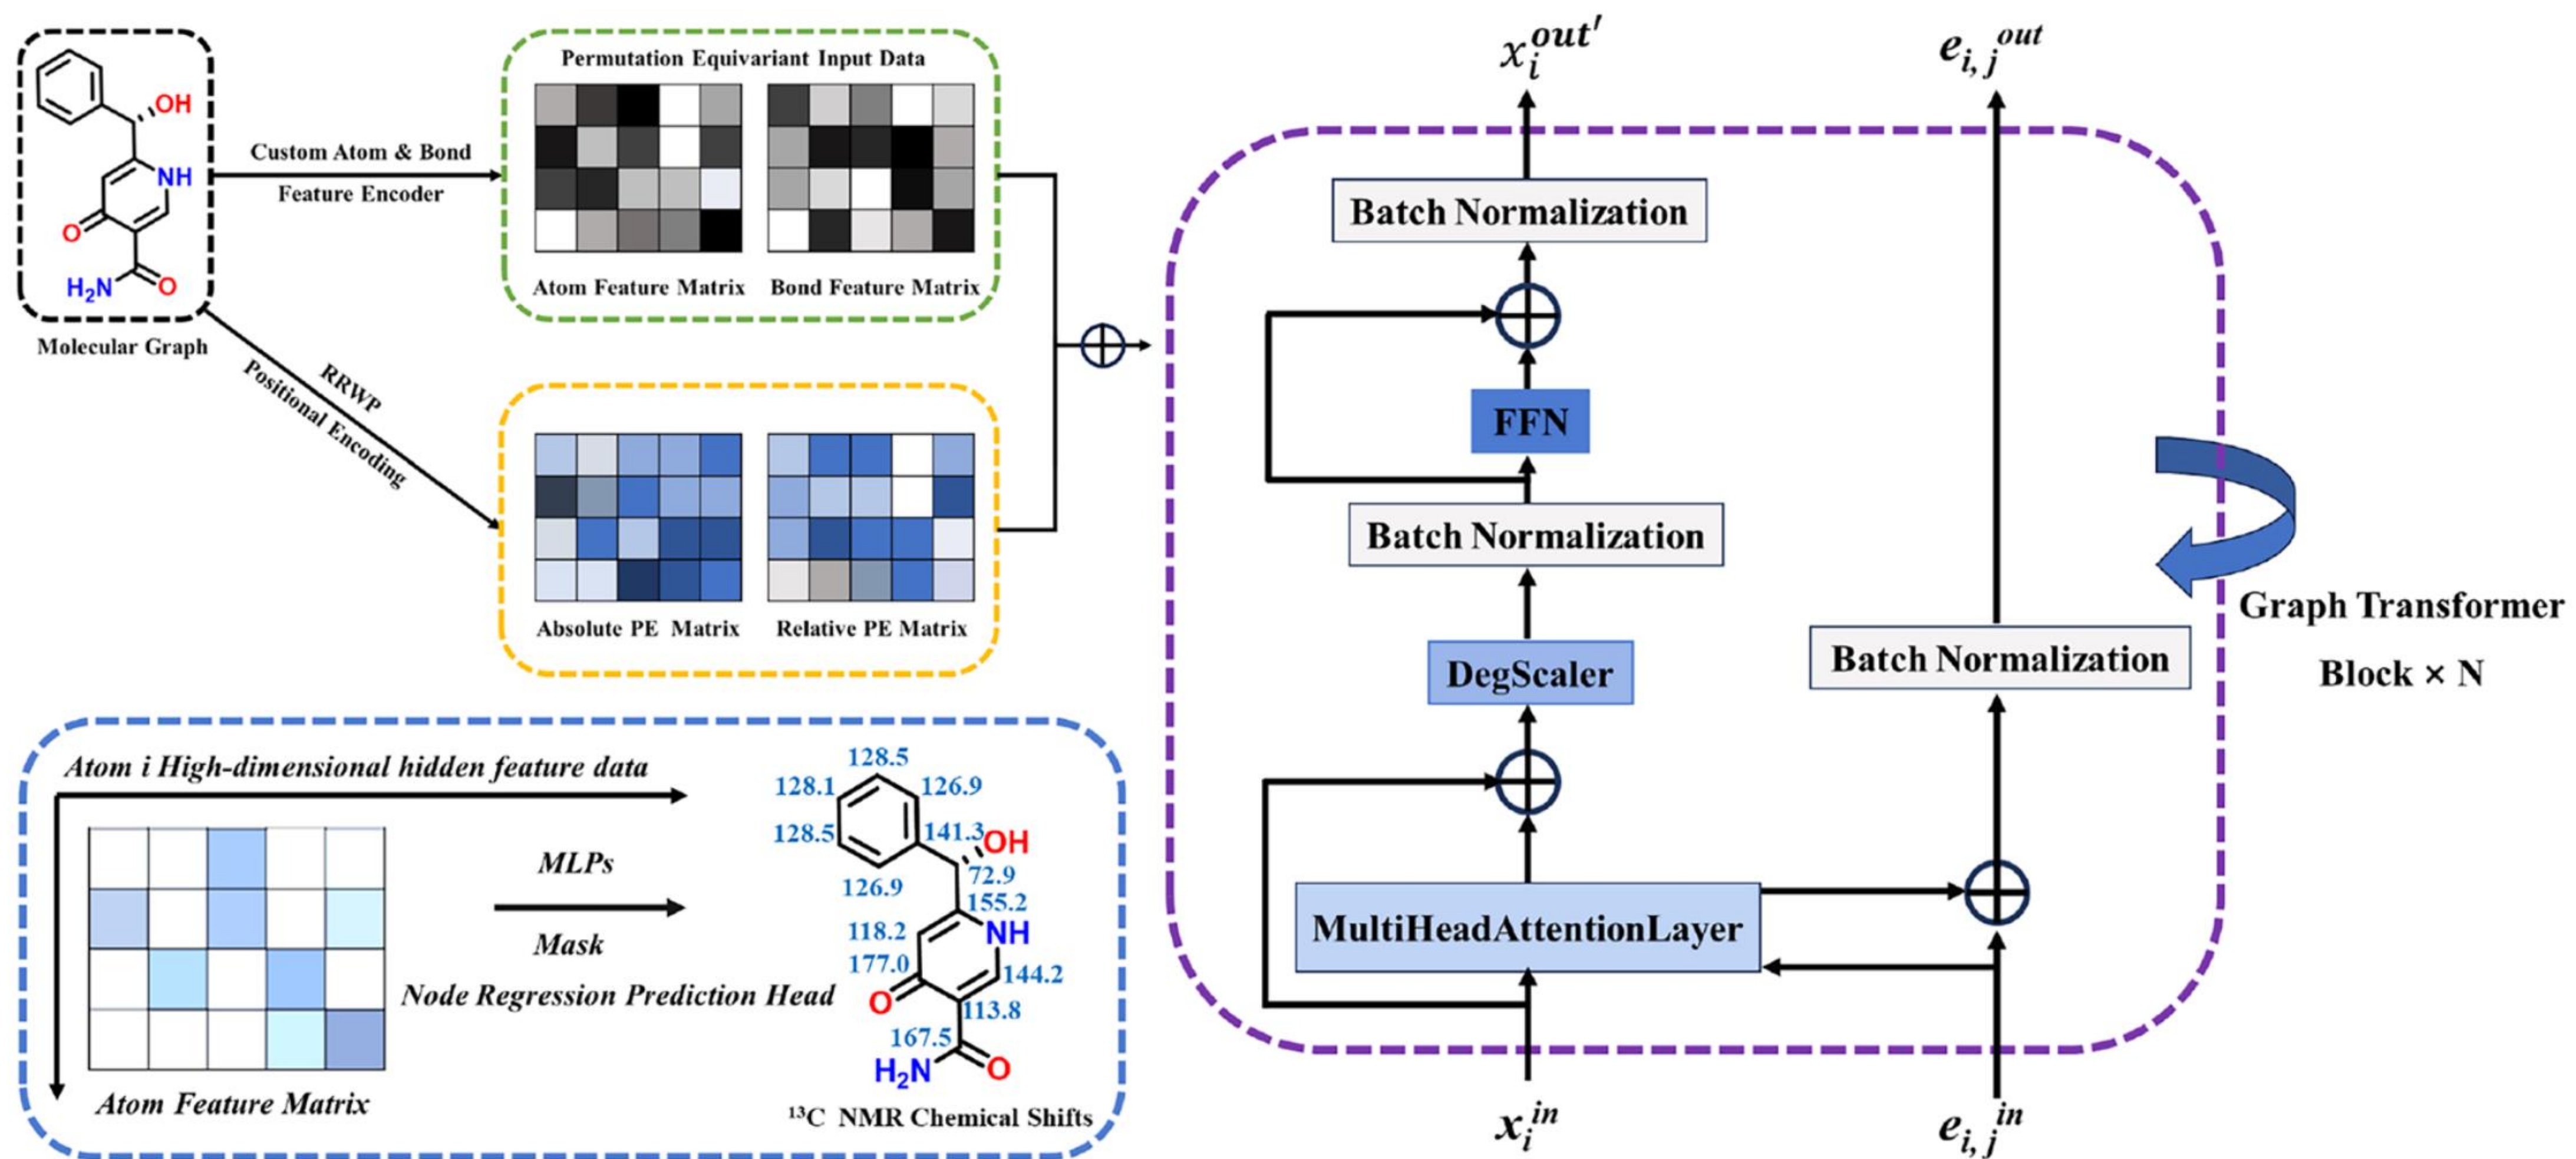 OH
NH
O
H₂N
O
Molecular Graph
Custom Atom & Bond
Feature Encoder
RRWP
Positional Encoding
Permutation Equivariant Input Data
Atom Feature Matrix
Bond Feature Matrix
Absolute PE Matrix
Relative PE Matrix
Atom i High-dimensional hidden feature data
Atom Feature Matrix
MLPs
Mask
Node Regression Prediction Head
128.5
128.1
126.9
128.5
141.3
OH
126.9
72.9
155.2
118.2
NH
177.0
144.2
O
113.8
167.5
H₂N
O
¹³C NMR Chemical Shifts
xᵢ^out'
eᵢ,ⱼ^out
Batch Normalization
FFN
Batch Normalization
DegScaler
Batch Normalization
MultiHeadAttentionLayer
xᵢ^in
eᵢ,ⱼ^in
Graph Transformer
Block × N